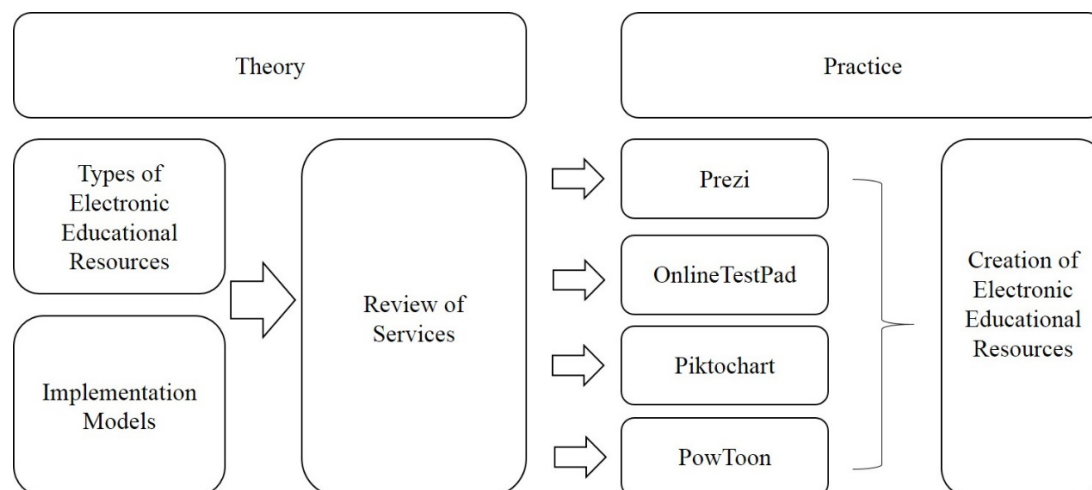 Theory
Practice
Types of
Electronic
Educational
Resources
Implementation
Models
Review of
Services
Prezi
OnlineTestPad
Piktochart
PowToon
Creation of
Electronic
Educational
Resources